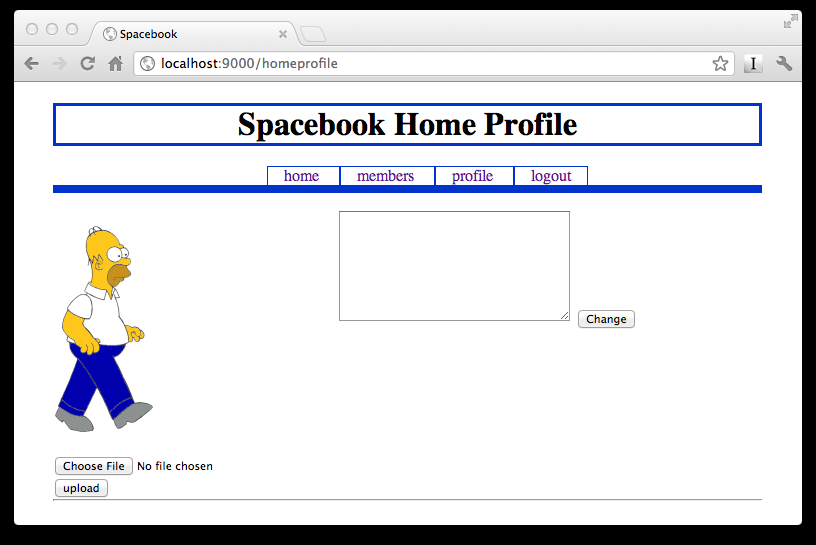 Spacebook
localhost:9000/homeprofile
I
Spacebook Home Profile
home members profile logout
Change
Choose File No file chosen
upload